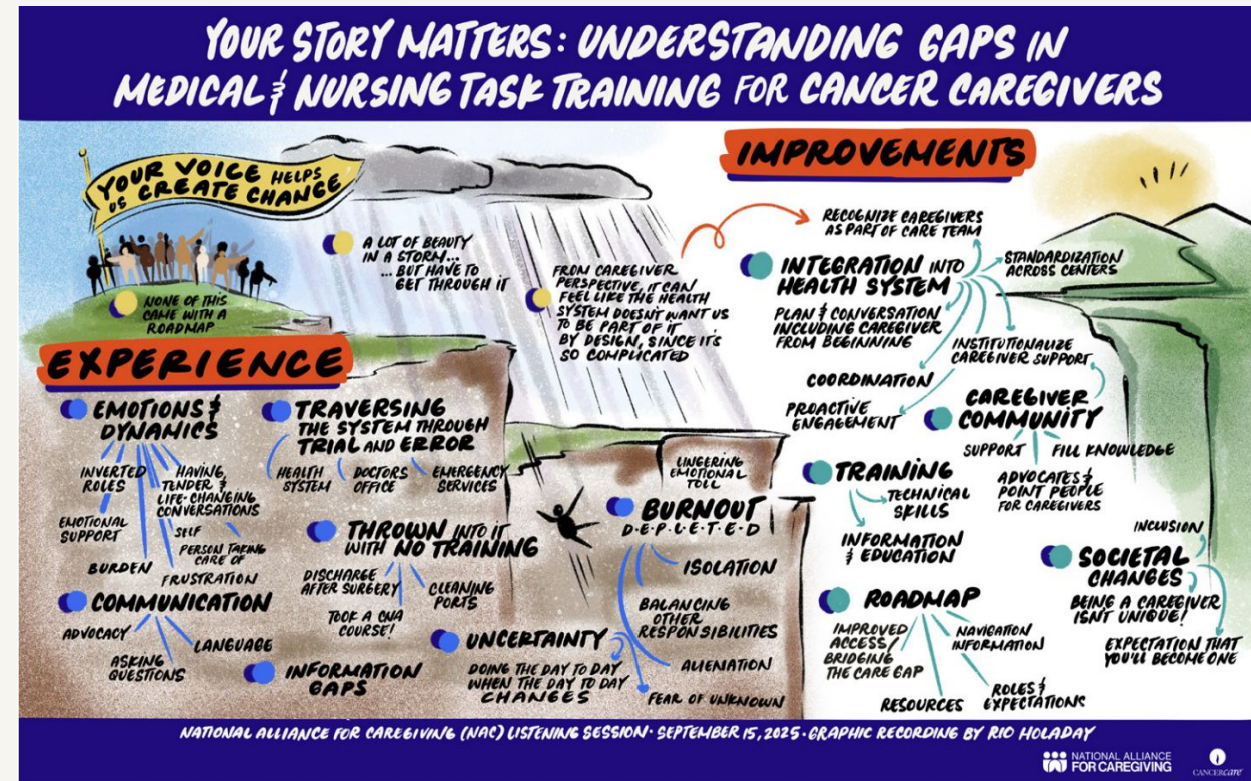 YOUR STORY MATTERS: UNDERSTANDING GAPS IN
MEDICAL & NURSING TASK TRAINING FOR CANCER CAREGIVERS
YOUR VOICE HELPS
US CREATE CHANGE
NONE OF THIS
CAME WITH A
ROADMAP
A LOT OF BEAUTY
IN A STORM...
...BUT HAVE TO
GET THROUGH IT
FROM CAREGIVER
PERSPECTIVE, IT CAN
FEEL LIKE THE HEALTH
SYSTEM DOESN'T WANT US
TO BE PART OF IT
BY DESIGN, SINCE IT'S
SO COMPLICATED
EXPERIENCE
EMOTIONS &
DYNAMICS
INVERTED
ROLES
HAVING
TENDER &
LIFE-CHANGING
CONVERSATIONS
EMOTIONAL
SUPPORT
SELF
PERSON TAKING
CARE OF
BURDEN
FRUSTRATION
COMMUNICATION
ADVOCACY
LANGUAGE
ASKING
QUESTIONS
TRAVERSING
THE SYSTEM THROUGH
TRIAL AND ERROR
HEALTH
SYSTEM
DOCTORS
OFFICE
EMERGENCY
SERVICES
THROWN INTO IT
WITH NO TRAINING
DISCHARGE
AFTER SURGERY
TOOK A CNA
COURSE!
CLEANING
PORTS
INFORMATION
GAPS
UNCERTAINTY
DOING THE DAY TO DAY
WHEN THE DAY TO DAY
CHANGES
LINGERING
EMOTIONAL
TOLL
BURNOUT
D-E-P-L-E-T-E-D
ISOLATION
BALANCING
OTHER
RESPONSIBILITIES
ALIENATION
FEAR OF UNKNOWN
IMPROVEMENTS
RECOGNIZE CAREGIVERS
AS PART OF CARE TEAM
INTEGRATION INTO
HEALTH SYSTEM
STANDARDIZATION
ACROSS CENTERS
PLAN & CONVERSATION
INCLUDING CAREGIVER
FROM BEGINNING
INSTITUTIONALIZE
CAREGIVER SUPPORT
COORDINATION
PROACTIVE
ENGAGEMENT
CAREGIVER
COMMUNITY
SUPPORT
FILL KNOWLEDGE
ADVOCATES &
POINT PEOPLE
FOR CAREGIVERS
TRAINING
TECHNICAL
SKILLS
INFORMATION
& EDUCATION
ROADMAP
IMPROVED
ACCESS/
BRIDGING
THE CARE GAP
NAVIGATION
INFORMATION
RESOURCES
ROLES &
EXPECTATIONS
INCLUSION
SOCIETAL
CHANGES
BEING A CAREGIVER
ISN'T UNIQUE!
EXPECTATION THAT
YOU'LL BECOME ONE
NATIONAL ALLIANCE FOR CAREGIVING (NAC) LISTENING SESSION · SEPTEMBER 15, 2025 · GRAPHIC RECORDING BY RIO HOLADAY
NATIONAL ALLIANCE
FOR CAREGIVING
CANCERcare